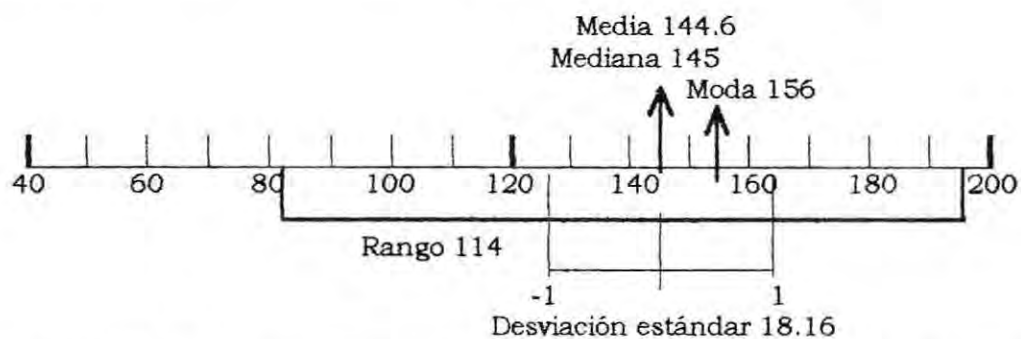 Media 144.6
Mediana 145
Moda 156
40 60 80 100 120 140 160 180 200
Rango 114
-1 1
Desviación estándar 18.16